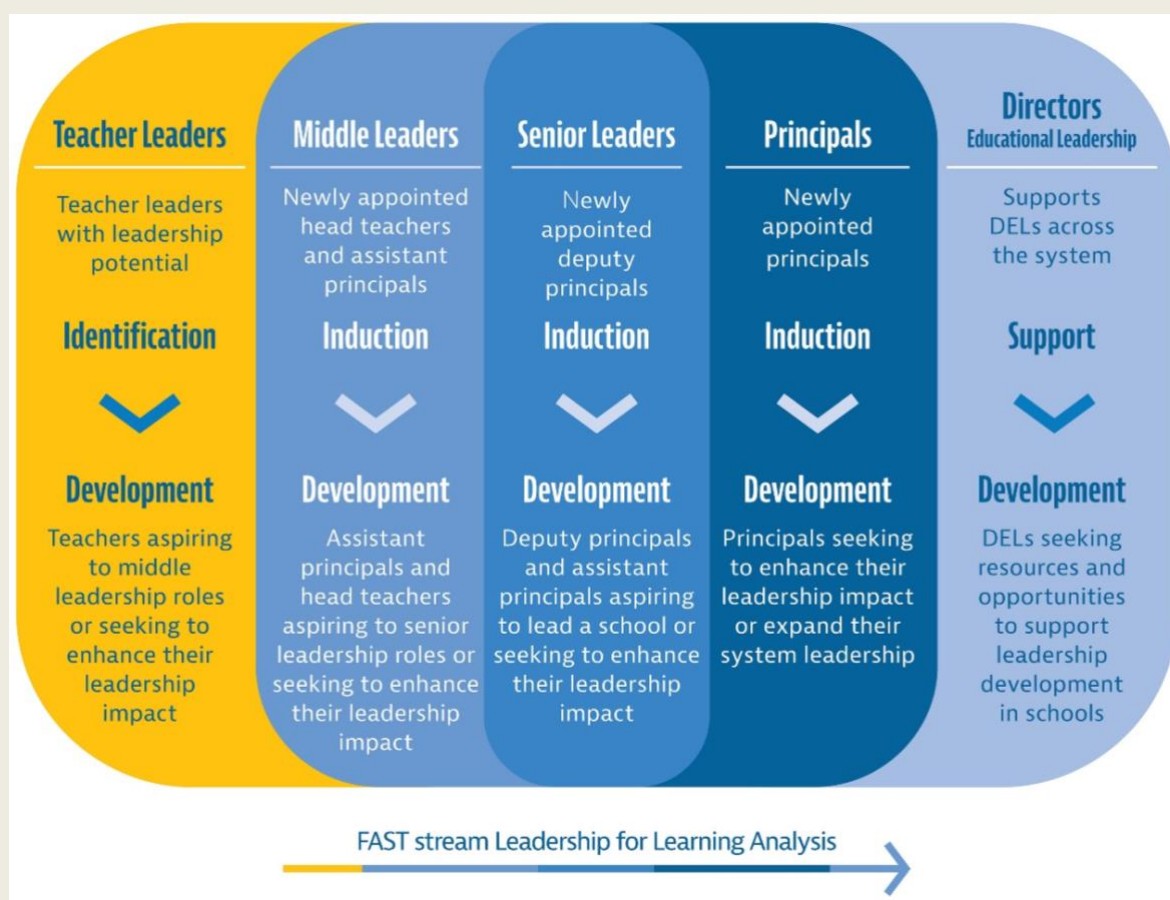 Teacher Leaders
Teacher leaders
with leadership
potential
Identification
Development
Teachers aspiring
to middle
leadership roles
or seeking to
enhance their
leadership
impact
Middle Leaders
Newly appointed
head teachers
and assistant
principals
Induction
Development
Assistant
principals and
head teachers
aspiring to senior
leadership roles or
seeking to enhance
their leadership
impact
Senior Leaders
Newly
appointed
deputy
principals
Induction
Development
Deputy principals
and assistant
principals aspiring
to lead a school or
seeking to enhance
their leadership
impact
Principals
Newly
appointed
principals
Induction
Development
Principals seeking
to enhance their
leadership impact
or expand their
system leadership
Directors
Educational Leadership
Supports
DELs across
the system
Support
Development
DELs seeking
resources and
opportunities
to support
leadership
development
in schools
FAST stream Leadership for Learning Analysis